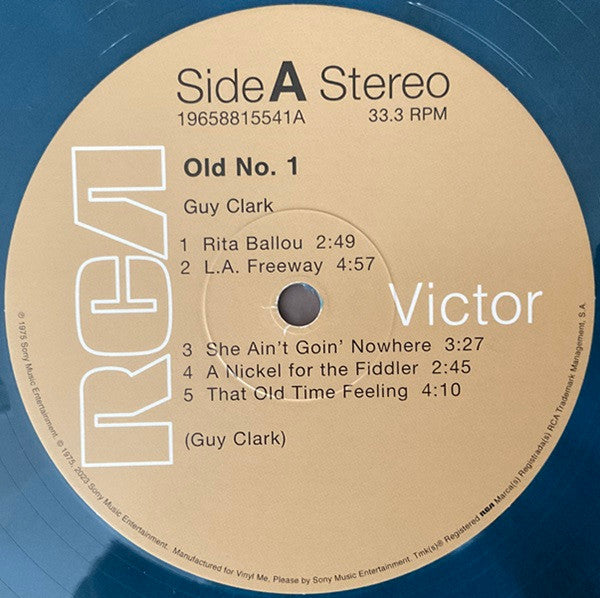 Side A Stereo
19658815541A 33.3 RPM
Old No. 1
Guy Clark
1 Rita Ballou 2:49
2 L.A. Freeway 4:57
RCA
Victor
3 She Ain't Goin' Nowhere 3:27
4 A Nickel for the Fiddler 2:45
5 That Old Time Feeling 4:10
(Guy Clark)
℗ 1975 Sony Music Entertainment. © 1975, 2023 Sony Music Entertainment. Tmk(s)® Registered RCA Marca(s) Registrada(s) RCA Trademark Management, S.A.
Manufactured for Vinyl Me, Please by Sony Music Entertainment.